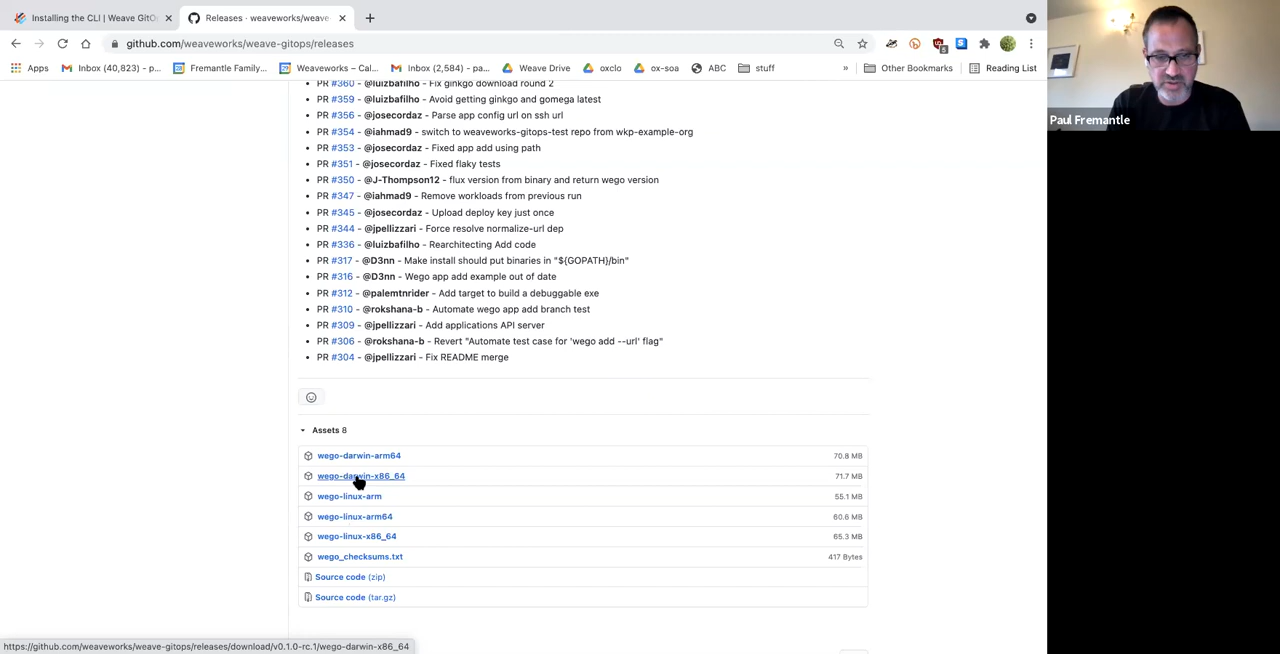 Installing the CLI | Weave GitO
Releases · weaveworks/weave-
github.com/weaveworks/weave-gitops/releases
5
Apps
Inbox (40,823) – p...
Fremantle Family...
Weaveworks – Cal...
Inbox (2,584) – pa...
Weave Drive
oxclo
ox-soa
ABC
stuff
»
Other Bookmarks
Reading List
PR #360 - @luizbafilho - Fix ginkgo download round 2
PR #359 - @luizbafilho - Avoid getting ginkgo and gomega latest
PR #356 - @josecordaz - Parse app config url on ssh url
PR #354 - @iahmad9 - switch to weaveworks-gitops-test repo from wkp-example-org
PR #353 - @josecordaz - Fixed app add using path
PR #351 - @josecordaz - Fixed flaky tests
PR #350 - @J-Thompson12 - flux version from binary and return wego version
PR #347 - @iahmad9 - Remove workloads from previous run
PR #345 - @josecordaz - Upload deploy key just once
PR #344 - @jpellizzari - Force resolve normalize-url dep
PR #336 - @luizbafilho - Rearchitecting Add code
PR #317 - @D3nn - Make install should put binaries in "${GOPATH}/bin"
PR #316 - @D3nn - Wego app add example out of date
PR #312 - @palemtnrider - Add target to build a debuggable exe
PR #310 - @rokshana-b - Automate wego app add branch test
PR #309 - @jpellizzari - Add applications API server
PR #306 - @rokshana-b - Revert "Automate test case for 'wego add --url' flag"
PR #304 - @jpellizzari - Fix README merge
Assets 8
wego-darwin-arm64 70.8 MB
wego-darwin-x86_64 71.7 MB
wego-linux-arm 55.1 MB
wego-linux-arm64 60.6 MB
wego-linux-x86_64 65.3 MB
wego_checksums.txt 417 Bytes
Source code (zip)
Source code (tar.gz)
https://github.com/weaveworks/weave-gitops/releases/download/v0.1.0-rc.1/wego-darwin-x86_64
Paul Fremantle